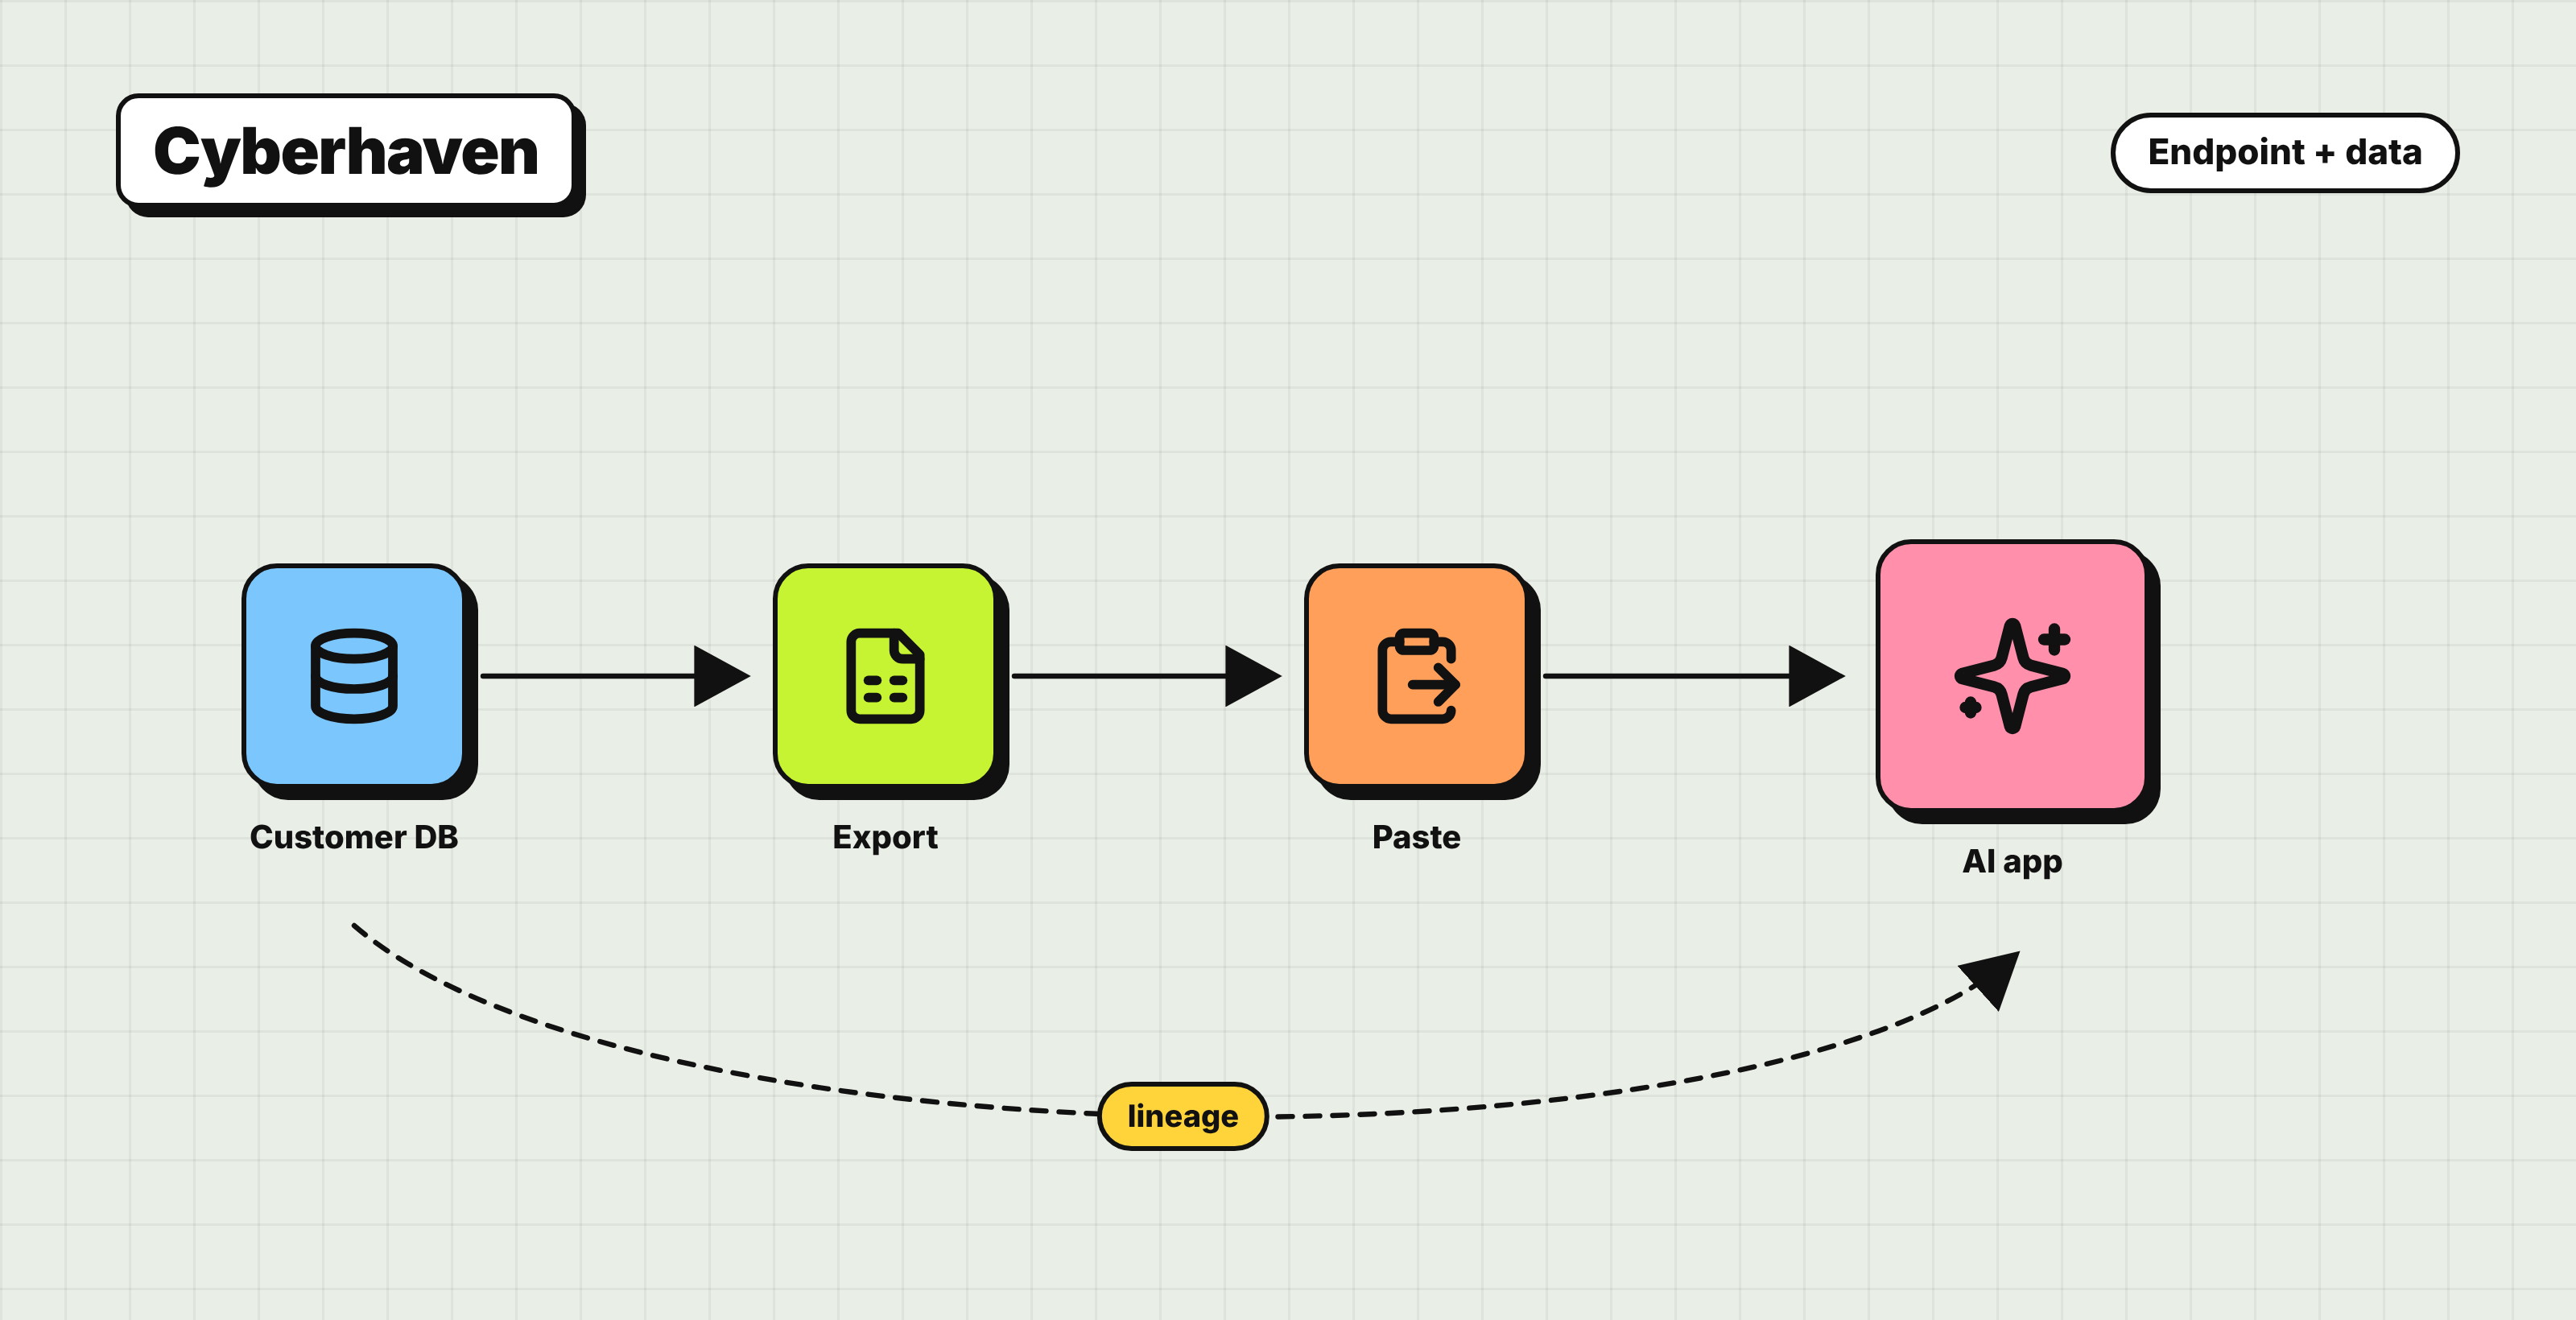 Cyberhaven
Endpoint + data
Customer DB
Export
Paste
AI app
lineage